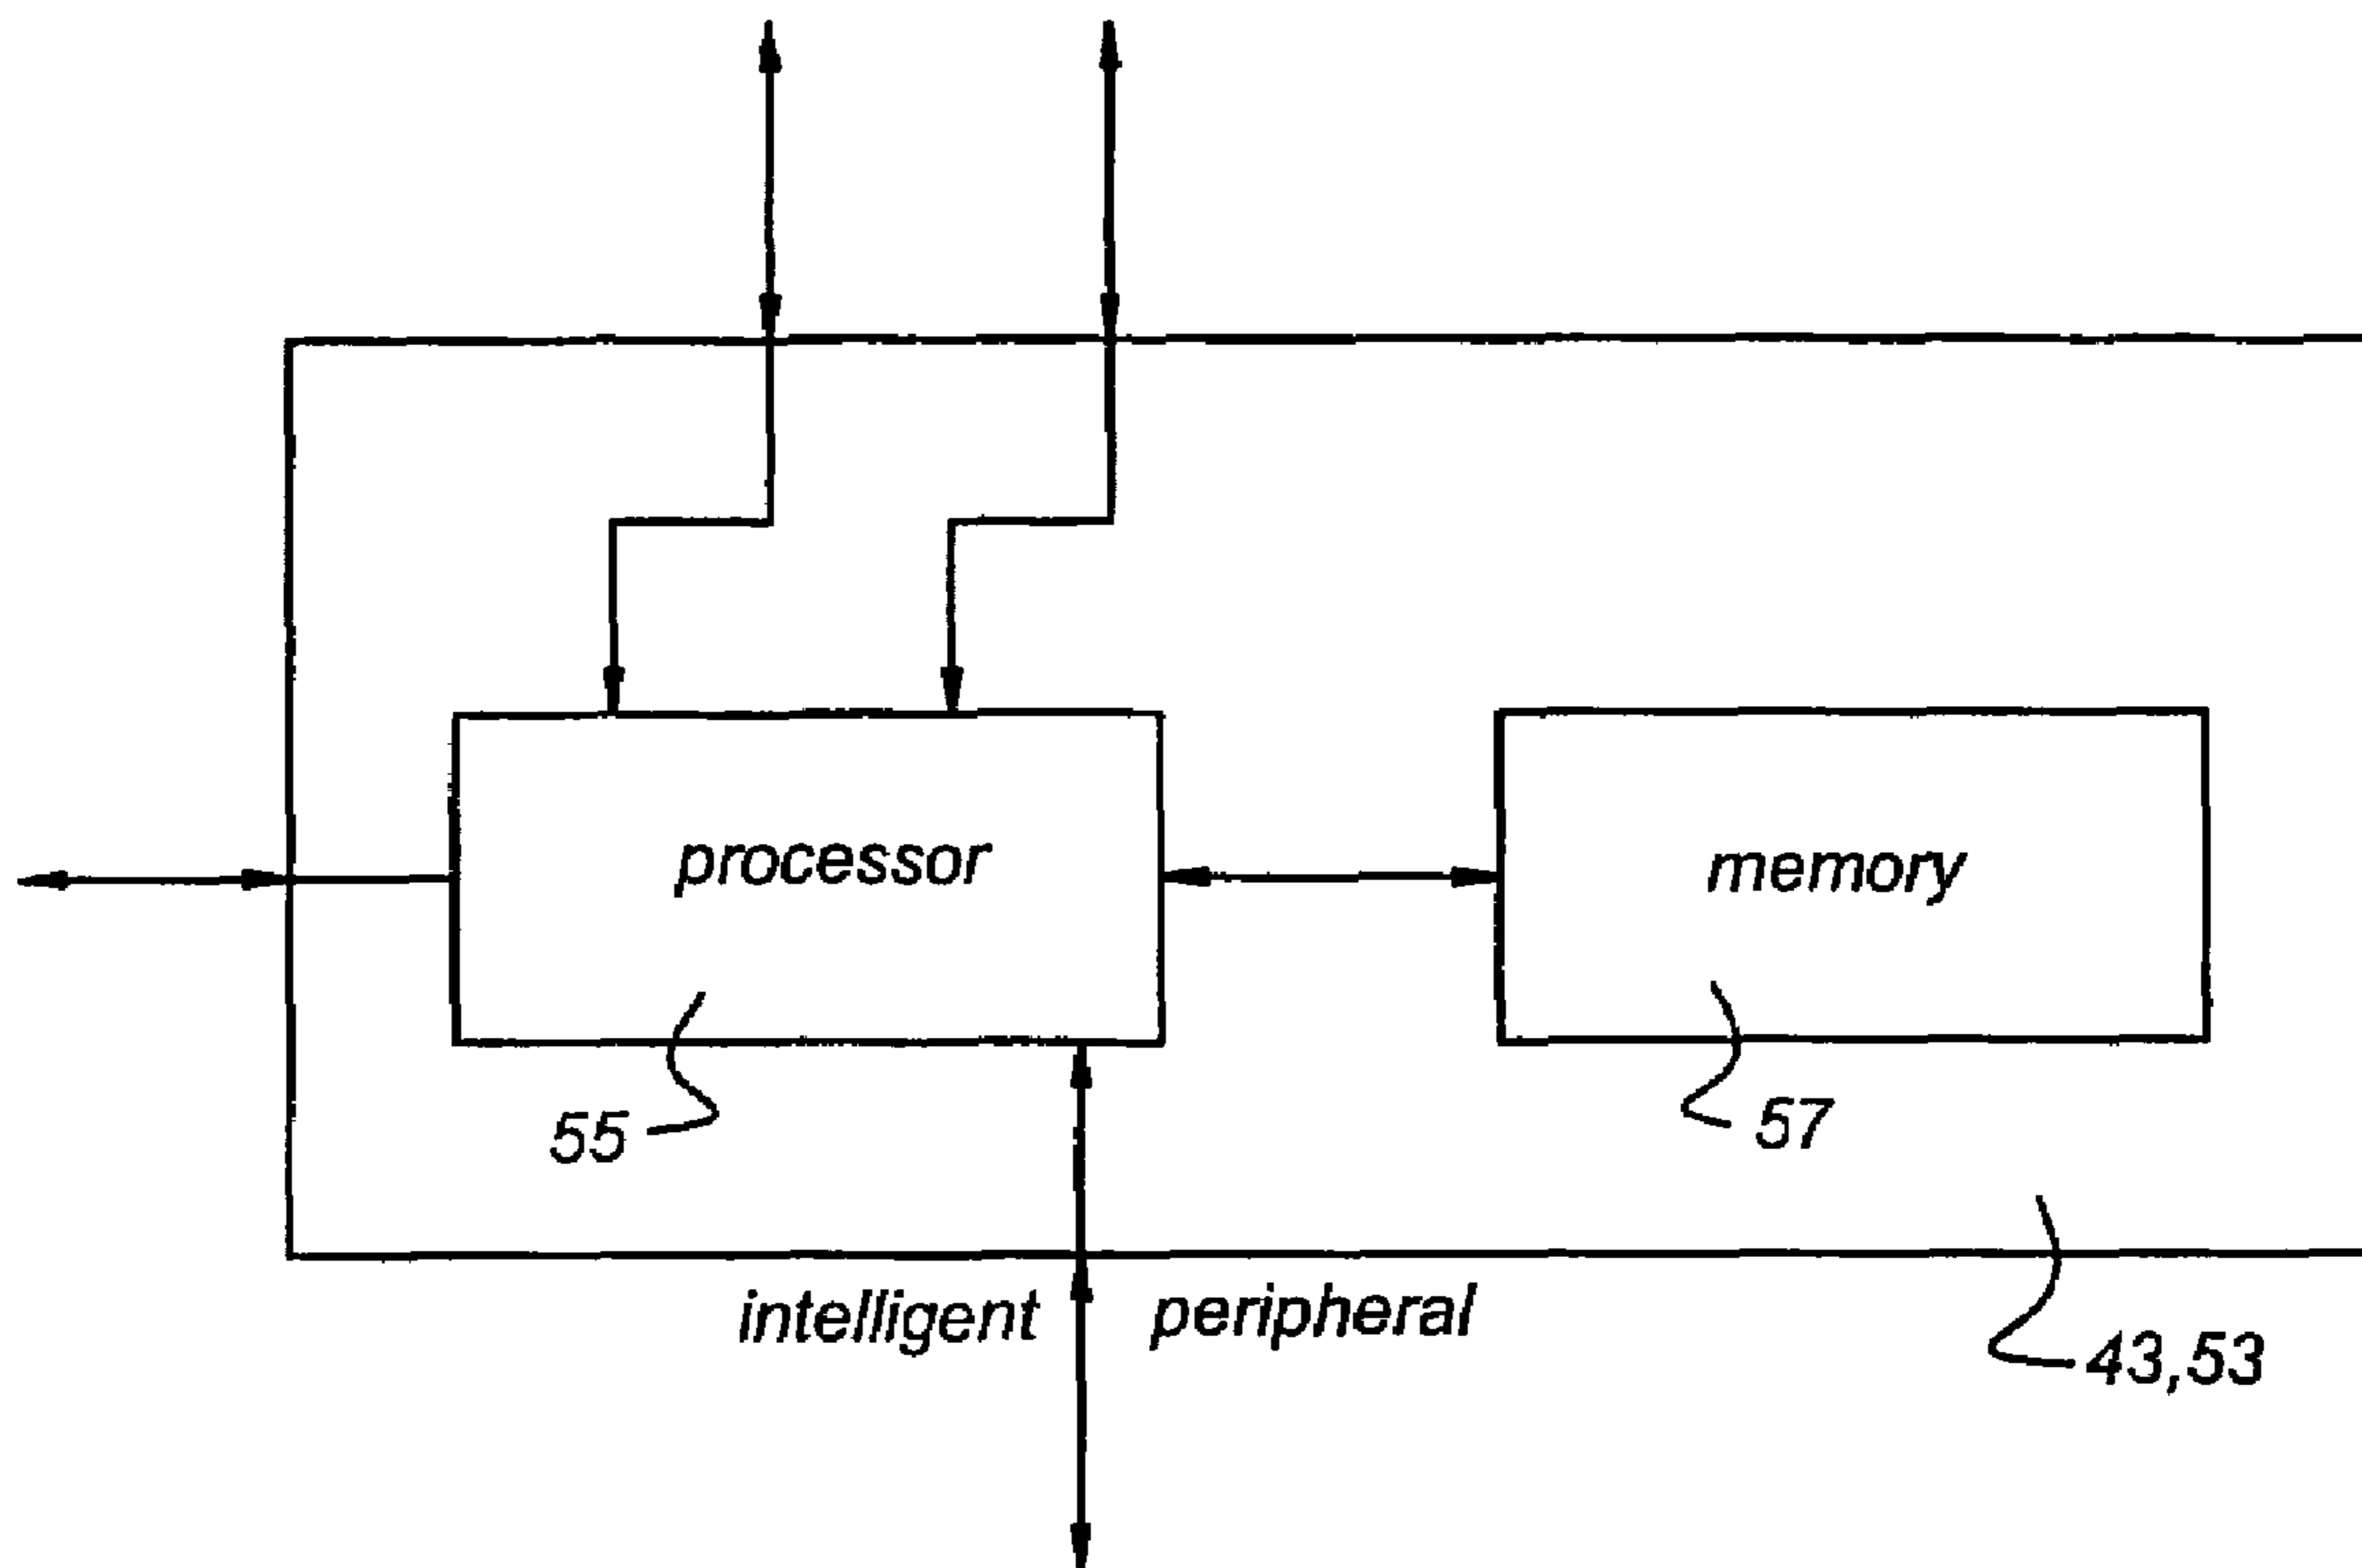 processor
memory
55
57
intelligent peripheral
43,53